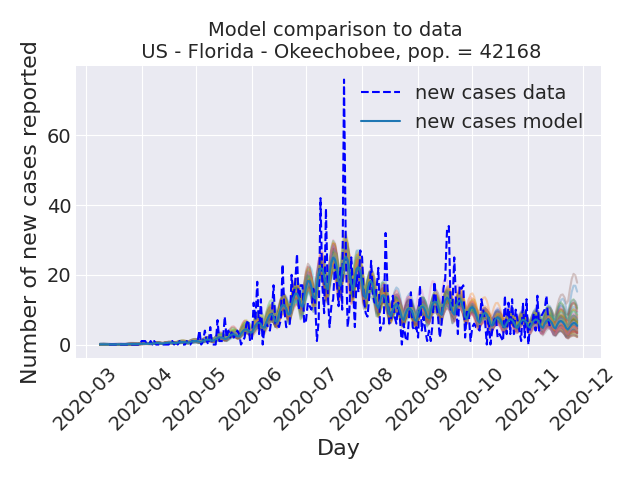 Model comparison to data
US - Florida - Okeechobee, pop. = 42168
Number of new cases reported
60
40
20
0
new cases data
new cases model
2020-03
2020-04
2020-05
2020-06
2020-07
2020-08
2020-09
2020-10
2020-11
2020-12
Day